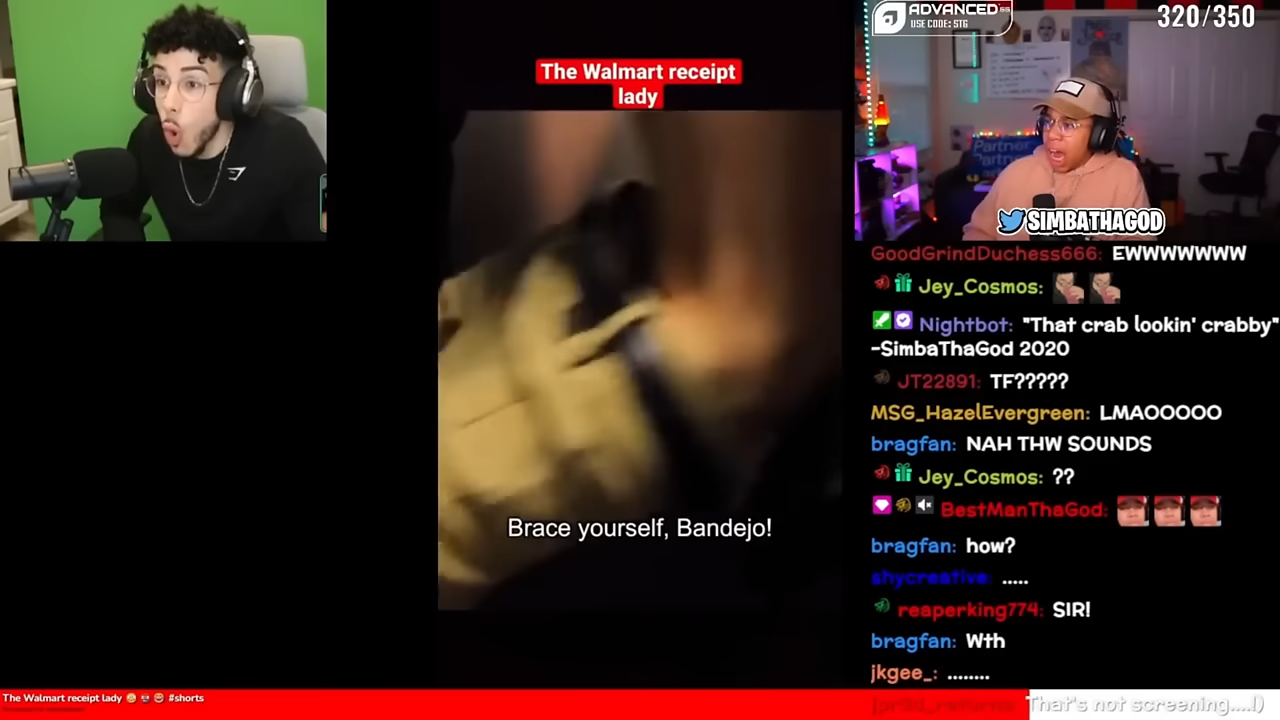 ADVANCED
USE CODE: STG
320/350
The Walmart receipt
lady
Partner
SIMBATHAGOD
GoodGrindDuchess666: EWWWWWWW
Jey_Cosmos:
Nightbot: "That crab lookin' crabby"
-SimbaThaGod 2020
JT22891: TF?????
MSG_HazelEvergreen: LMAOOOOO
bragfan: NAH THW SOUNDS
Jey_Cosmos: ??
BestManThaGod:
Brace yourself, Bandejo!
bragfan: how?
shycreative: .....
reaperking774: SIR!
bragfan: Wth
jkgee_: ........
The Walmart receipt lady #shorts
That's not screening....!)